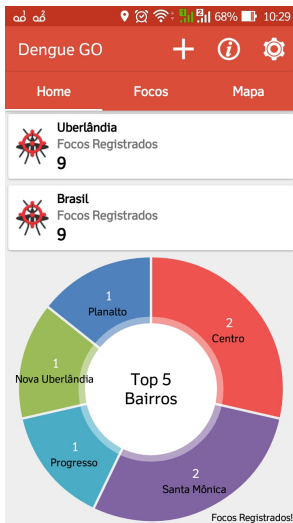 68% 10:29
Dengue GO
Home Focos Mapa
Uberlândia
Focos Registrados
9
Brasil
Focos Registrados
9
1
Planalto
2
Centro
1
Nova Uberlândia
Top 5
Bairros
1
Progresso
2
Santa Mônica
Focos Registrados!